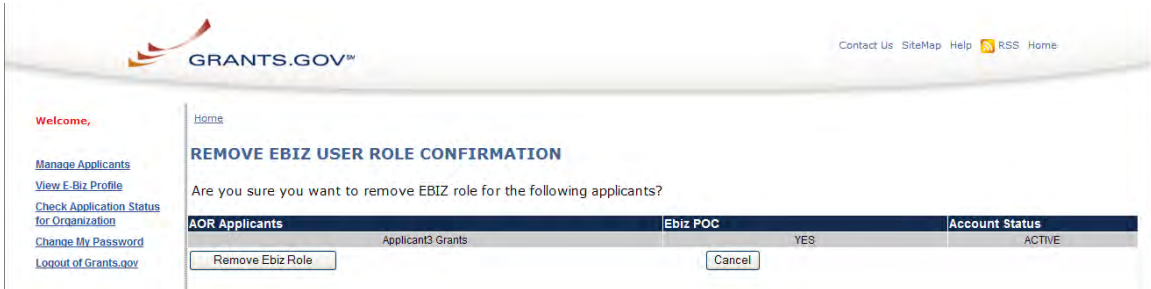 GRANTS.GOV℠
Contact Us SiteMap Help RSS Home
Welcome,
Manage Applicants
View E-Biz Profile
Check Application Status
for Organization
Change My Password
Logout of Grants.gov
Home
REMOVE EBIZ USER ROLE CONFIRMATION
Are you sure you want to remove EBIZ role for the following applicants?
AOR Applicants Ebiz POC Account Status
Applicant3 Grants YES ACTIVE
Remove Ebiz Role Cancel